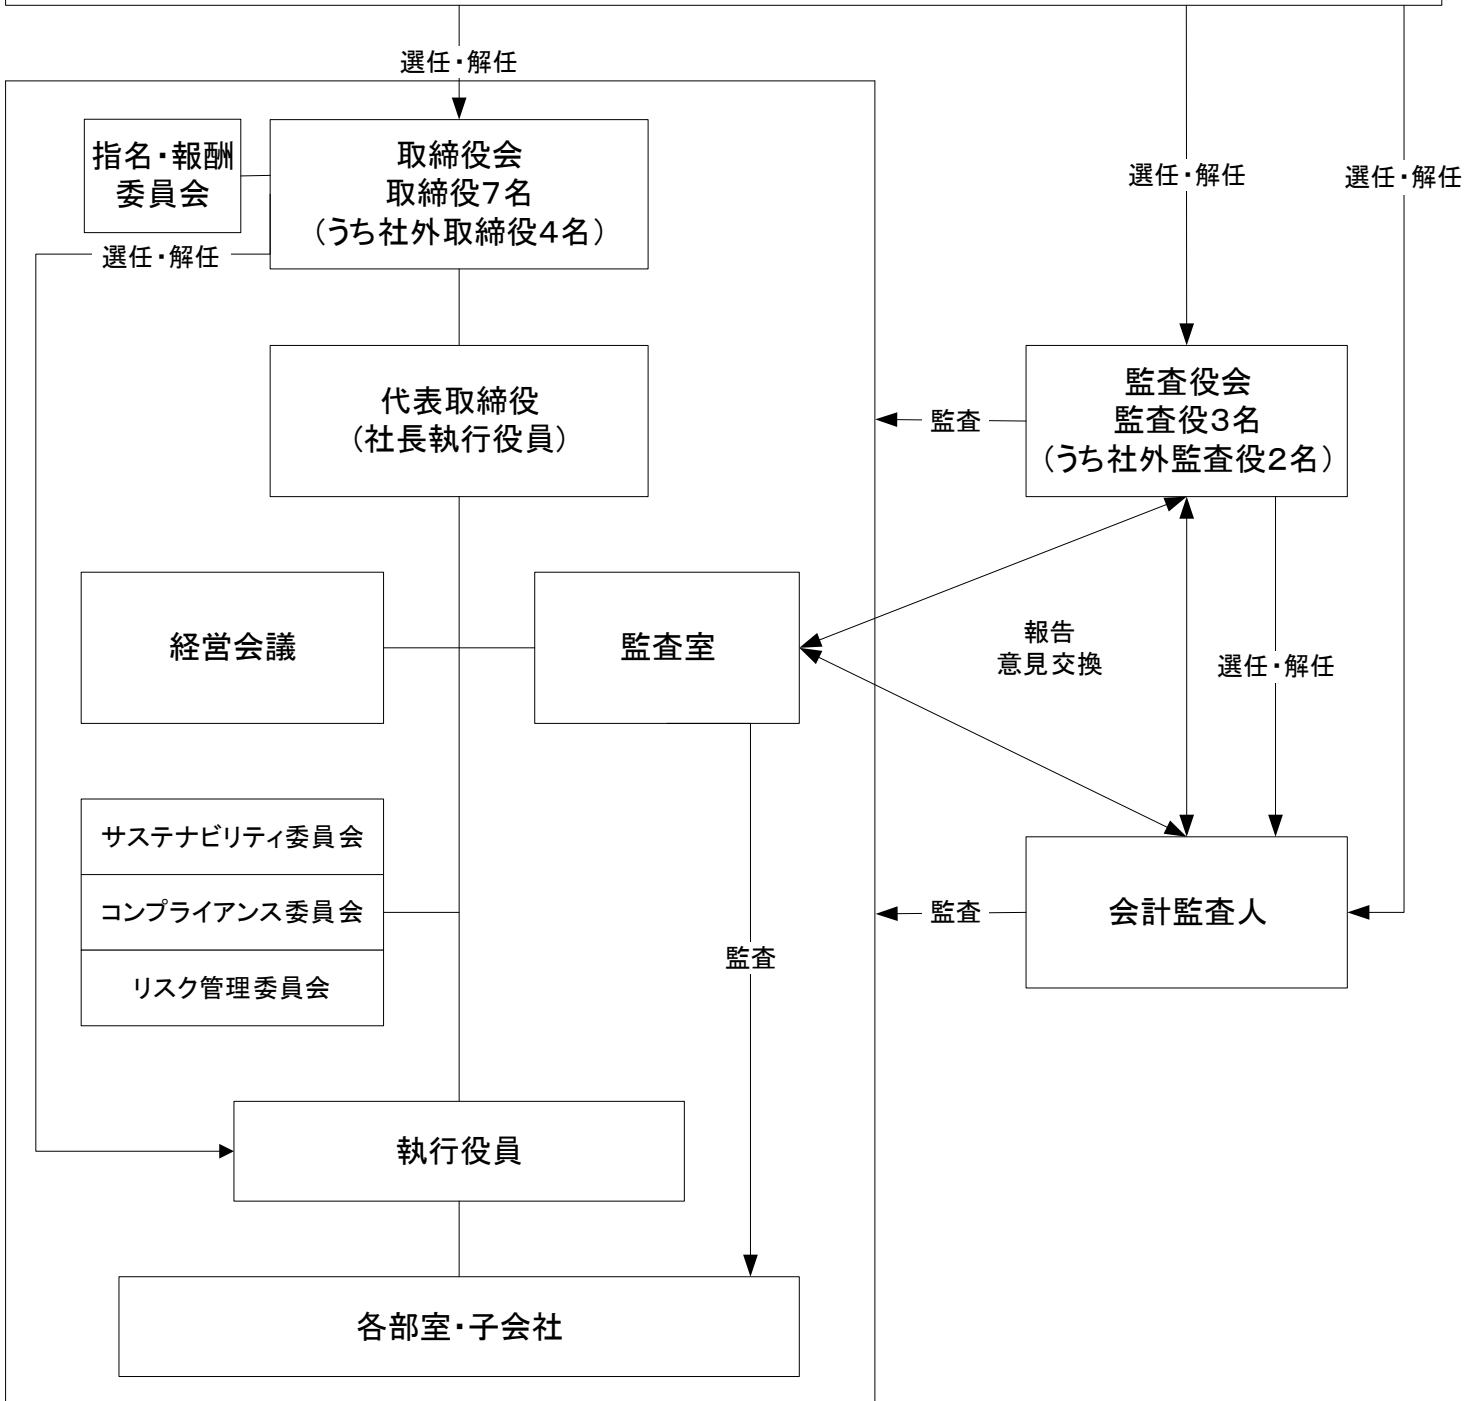 選任・解任
指名・報酬
委員会
取締役会
取締役7名
(うち社外取締役4名)
選任・解任
選任・解任
選任・解任
代表取締役
(社長執行役員)
監査役会
監査役3名
(うち社外監査役2名)
監査
経営会議
監査室
報告
意見交換
選任・解任
サステナビリティ委員会
コンプライアンス委員会
リスク管理委員会
監査
監査
会計監査人
執行役員
各部室・子会社